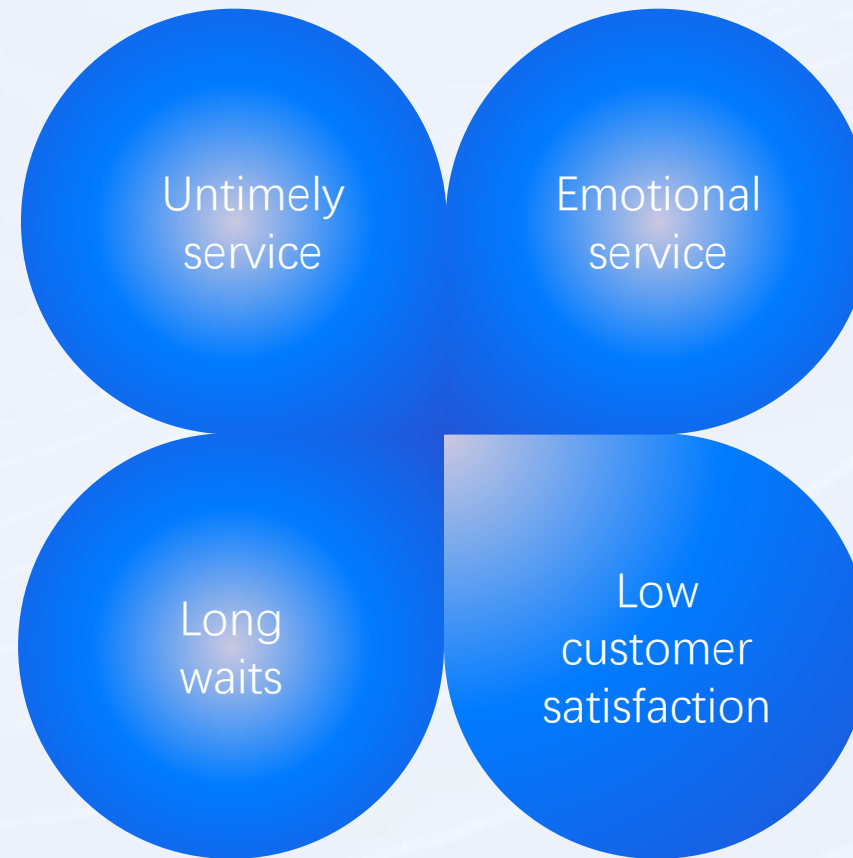 Untimely
service
Emotional
service
Long
waits
Low
customer
satisfaction